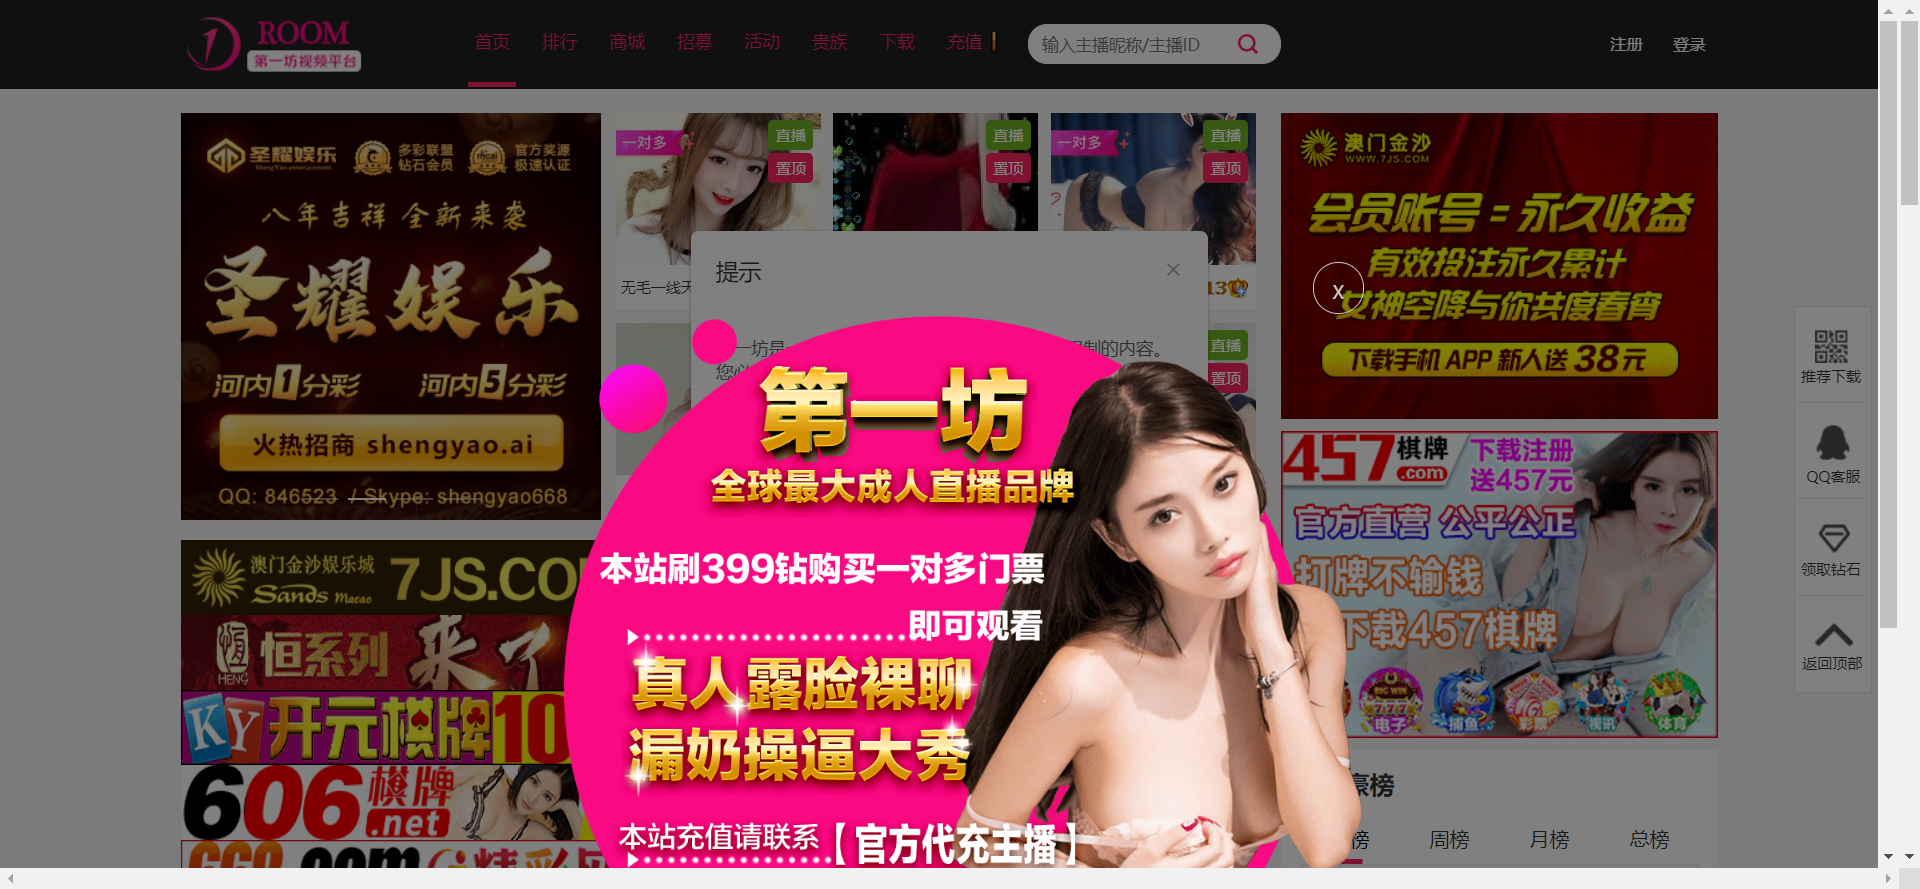 ROOM
第一坊视频平台
首页 排行 商城 招募 活动 贵族 下载 充值
输入主播昵称/主播ID
注册 登录
圣耀娱乐
多彩联盟
钻石会员
官方奖源
极速认证
八年吉祥 全新来袭
圣耀娱乐
河内1分彩 河内5分彩
火热招商 shengyao.ai
QQ: 846523 / Skype: shengyao668
一对多
直播
置顶
直播
置顶
一对多
直播
置顶
无毛一线天
13
直播
置顶
提示
您必
限制的内容。
澳门金沙
WWW.7JS.COM
会员账号=永久收益
有效投注永久累计
女神空降与你共度春宵
下载手机 APP 新人送 38元
X
457棋牌
.com
下载注册
送457元
官方直营 公平公正
打牌不输钱
下载457棋牌
BIG WIN
777
电子 捕鱼 彩票 视讯 体育
推荐下载
QQ客服
领取钻石
返回顶部
澳门金沙娱乐城
Sands Macao
7JS.CO
恒
HENG
恒系列 来了
KY 开元棋牌10
606棋牌
.net
第一坊
全球最大成人直播品牌
本站刷399钻购买一对多门票
即可观看
真人露脸裸聊
漏奶操逼大秀
本站充值请联系【官方代充主播】
豪榜
榜 周榜 月榜 总榜